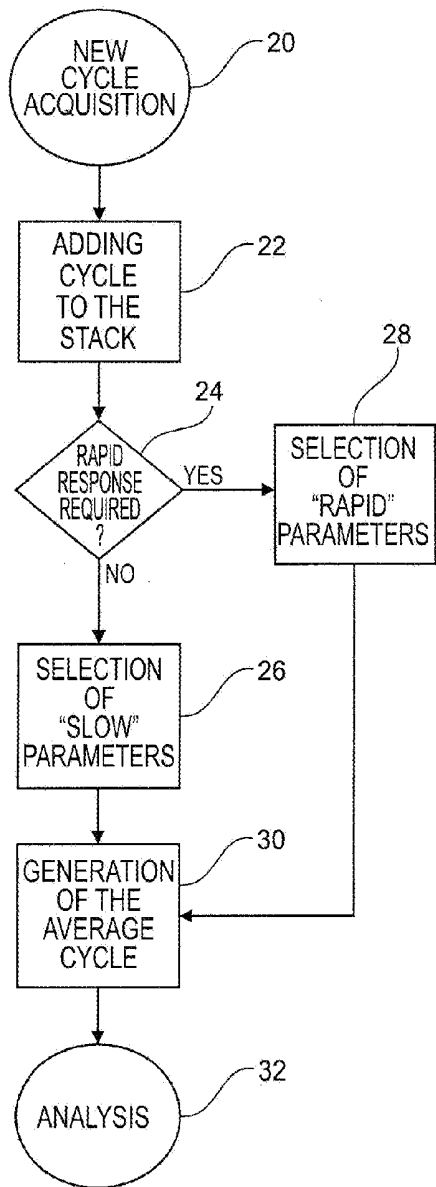 NEW
CYCLE
ACQUISITION
20
ADDING
CYCLE
TO THE
STACK
22
RAPID
RESPONSE
REQUIRED
?
24
YES
NO
SELECTION
OF
“RAPID”
PARAMETERS
28
SELECTION
OF
“SLOW”
PARAMETERS
26
GENERATION
OF THE
AVERAGE
CYCLE
30
ANALYSIS
32